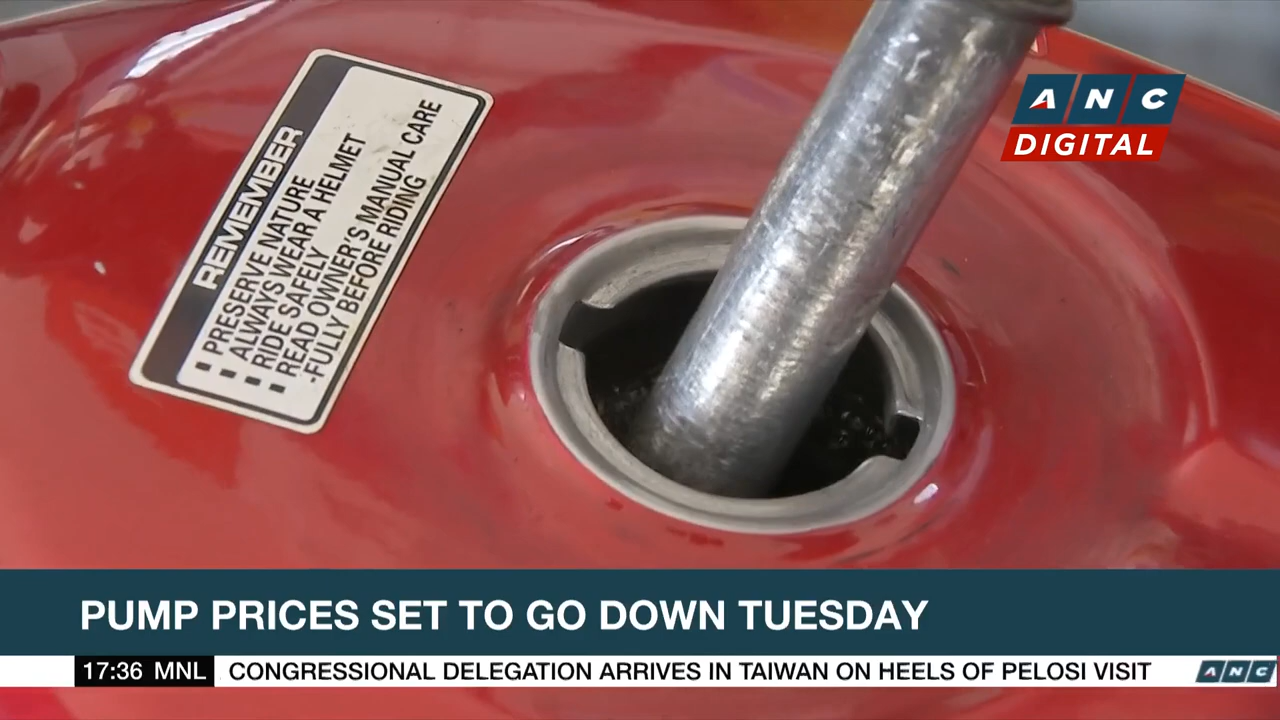 ANC
DIGITAL
REMEMBER
▪ PRESERVE NATURE
▪ ALWAYS WEAR A HELMET
▪ RIDE SAFELY
▪ READ OWNER'S MANUAL CARE
-FULLY BEFORE RIDING
PUMP PRICES SET TO GO DOWN TUESDAY
17:36 MNL CONGRESSIONAL DELEGATION ARRIVES IN TAIWAN ON HEELS OF PELOSI VISIT ANC